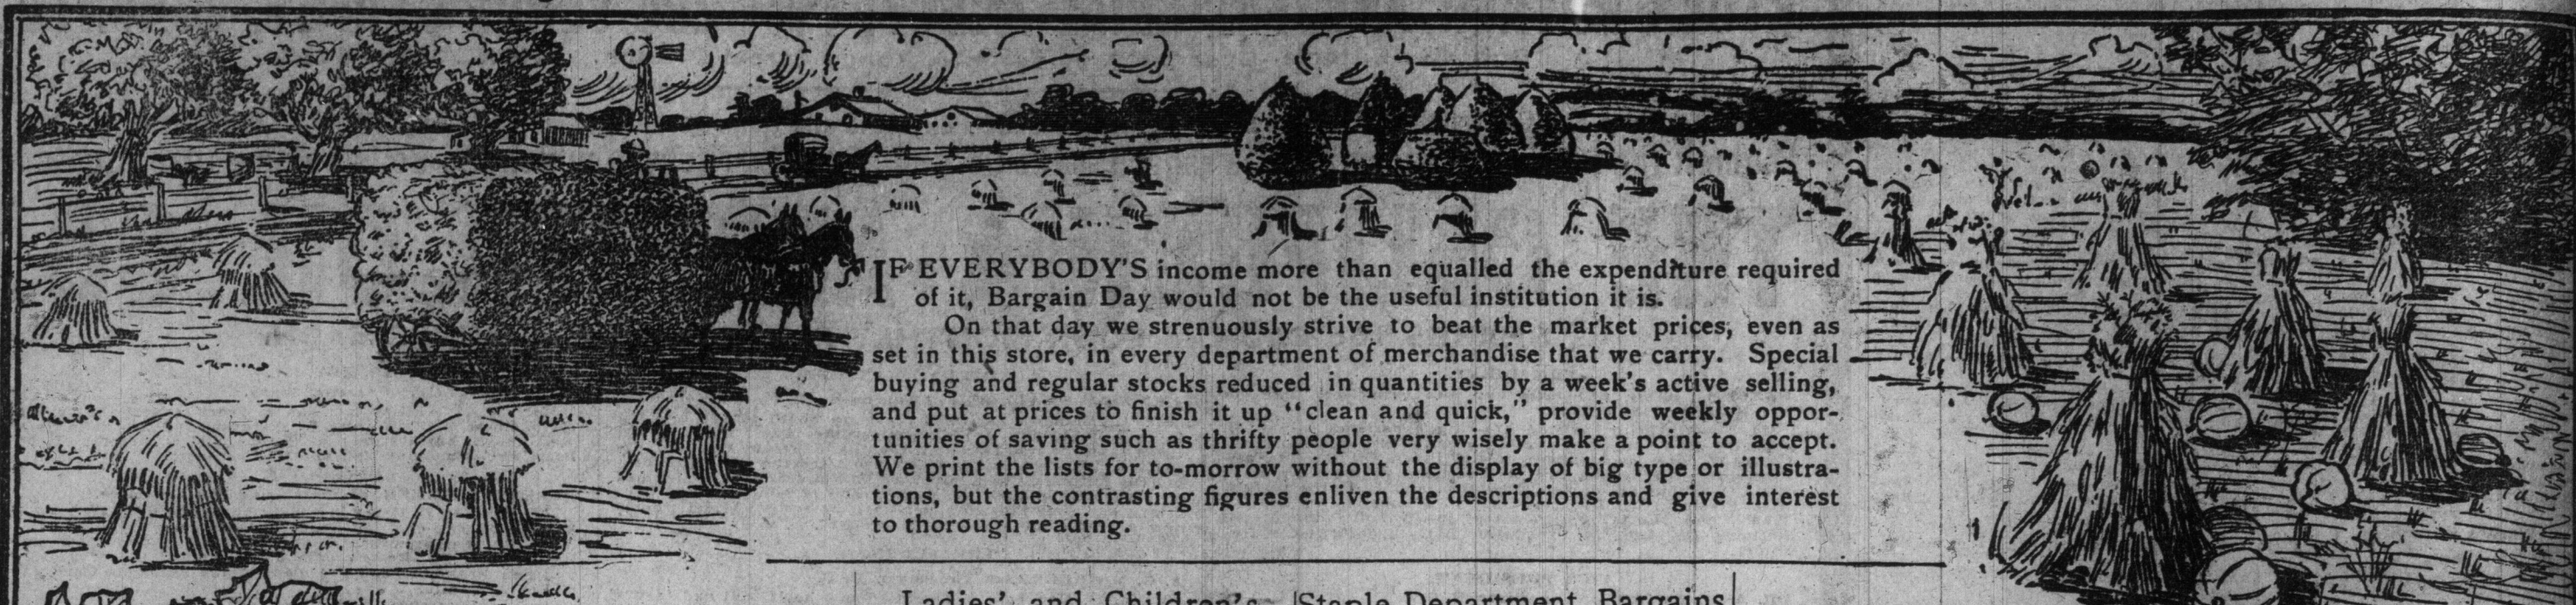 IF EVERYBODY'S income more than equalled the expenditure required
of it, Bargain Day would not be the useful institution it is.
On that day we strenuously strive to beat the market prices, even as
set in this store, in every department of merchandise that we carry. Special
buying and regular stocks reduced in quantities by a week's active selling,
and put at prices to finish it up "clean and quick," provide weekly oppor-
tunities of saving such as thrifty people very wisely make a point to accept.
We print the lists for to-morrow without the display of big type or illustra-
tions, but the contrasting figures enliven the descriptions and give interest
to thorough reading.
Ladies' and Children's
Staple Department Bargains